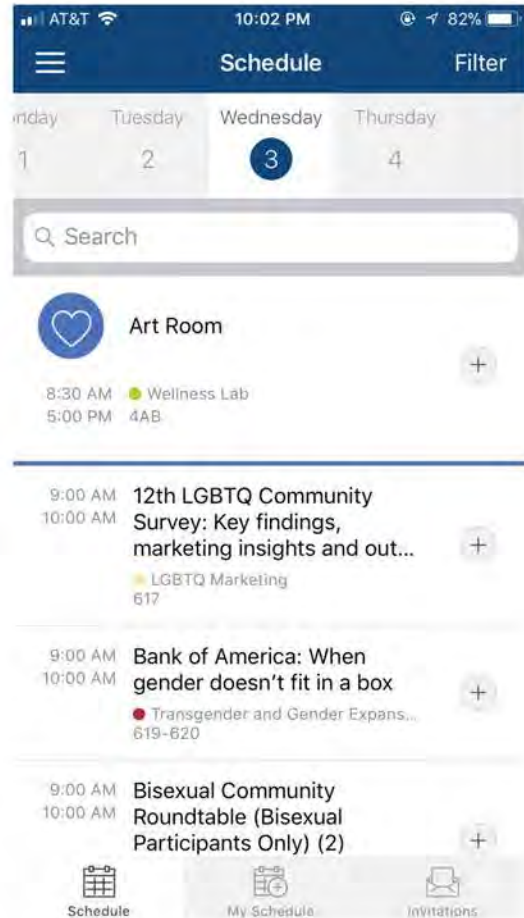 AT&T 10:02 PM 82%
Schedule Filter
nday Tuesday Wednesday Thursday
1 2 3 4
Search
Art Room
+
8:30 AM Wellness Lab
5:00 PM 4AB
9:00 AM 12th LGBTQ Community
10:00 AM Survey: Key findings,
marketing insights and out... +
LGBTQ Marketing
617
9:00 AM Bank of America: When
10:00 AM gender doesn't fit in a box +
Transgender and Gender Expans...
619-620
9:00 AM Bisexual Community
10:00 AM Roundtable (Bisexual
Participants Only) (2) +
Schedule My Schedule Invitations